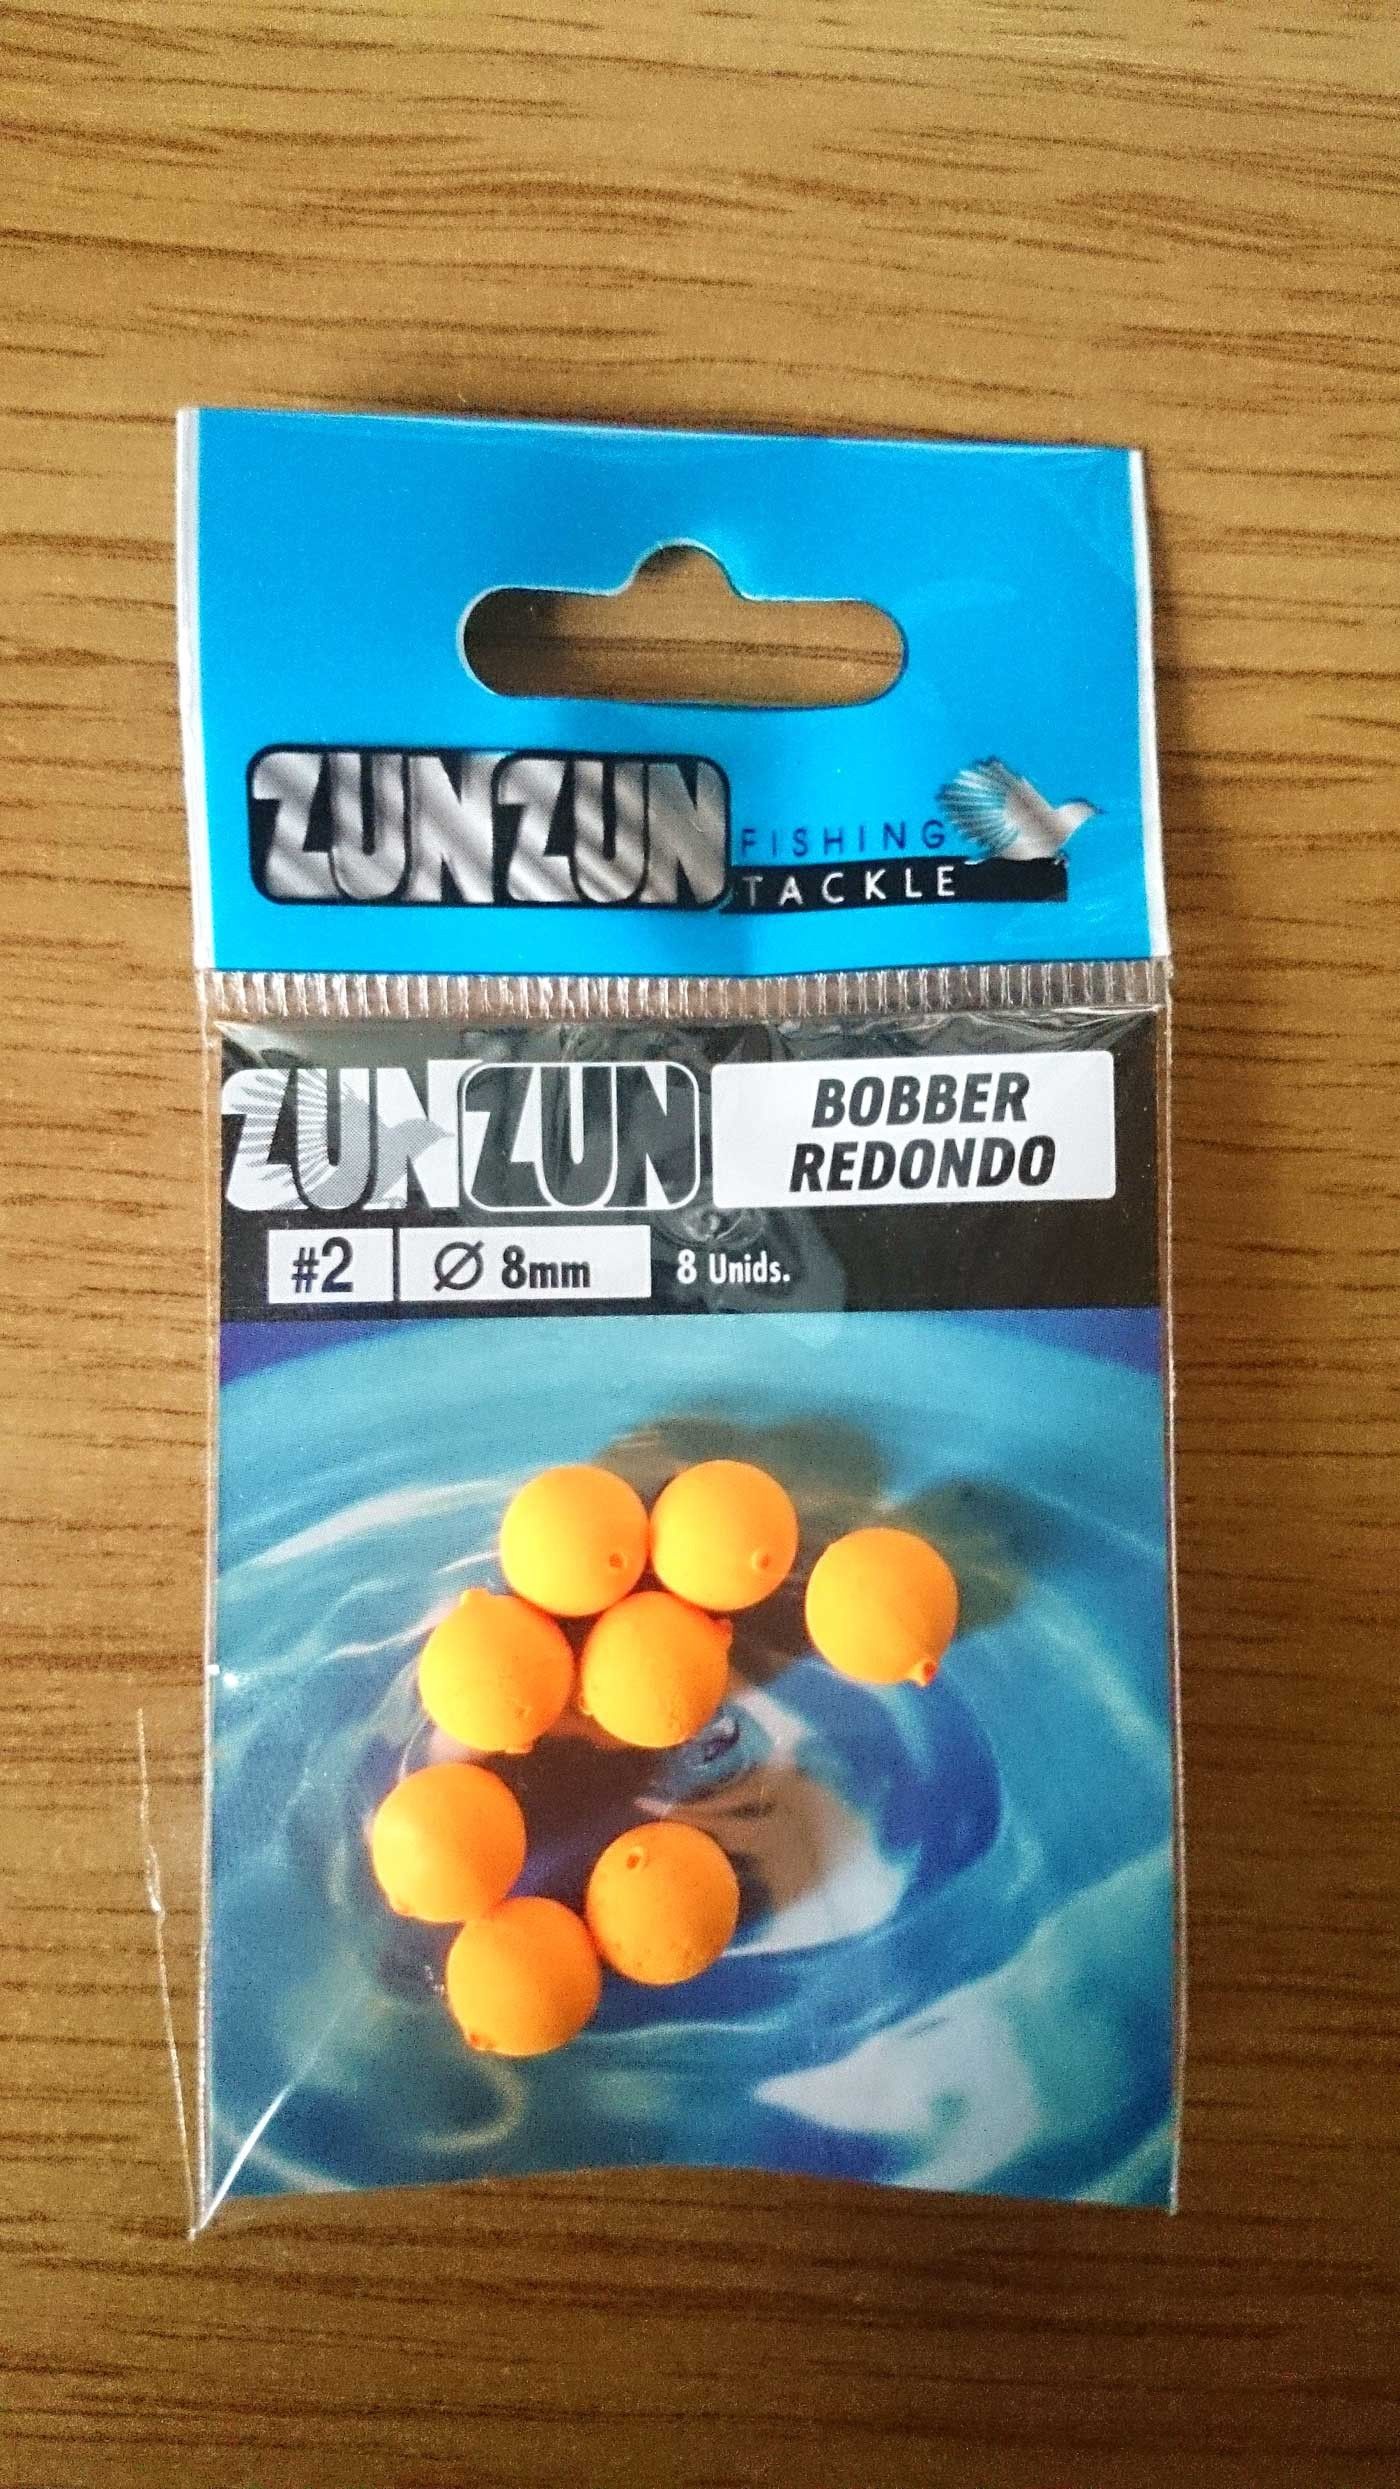 ZUNZUN
FISHING
TACKLE
ZUNZUN
BOBBER
REDONDO
#2
Ø 8mm
8 Unids.